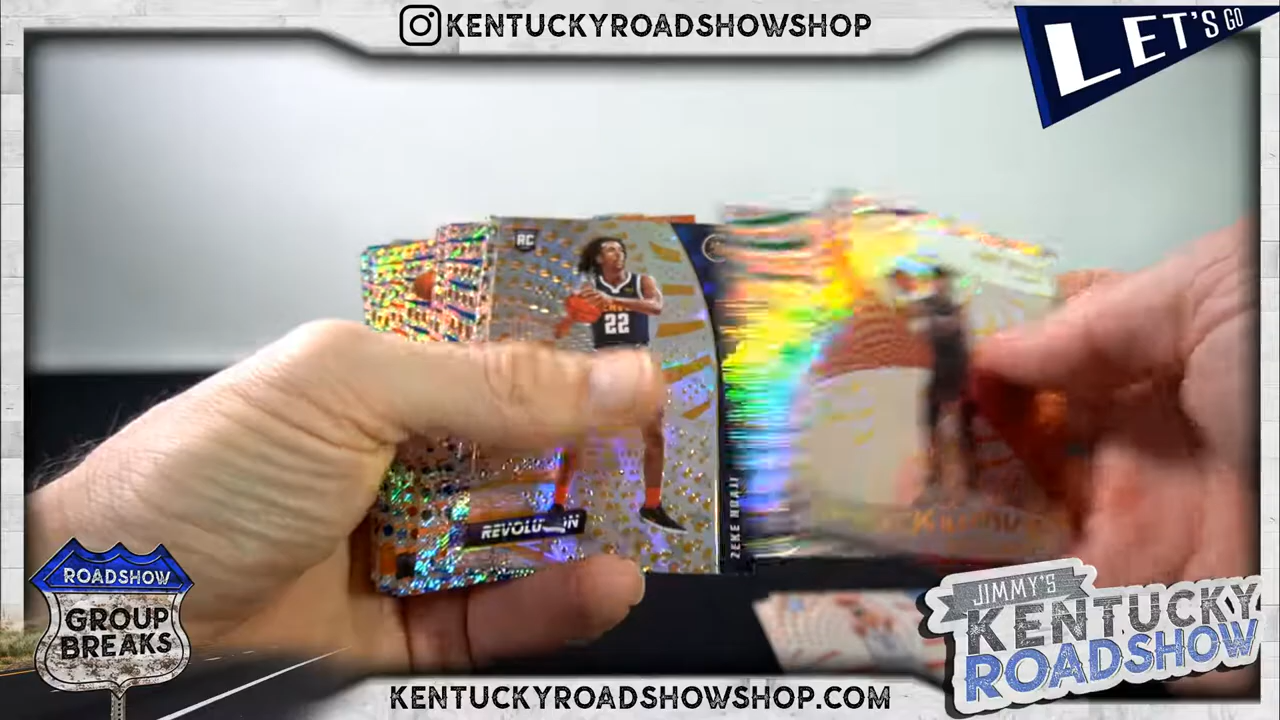 KENTUCKYROADSHOWSHOP
LET'S GO
RC
22
REVOLUTION
ZEKE NNAJI
ROADSHOW
GROUP
BREAKS
JIMMY'S
KENTUCKY
ROADSHOW
KENTUCKYROADSHOWSHOP.COM